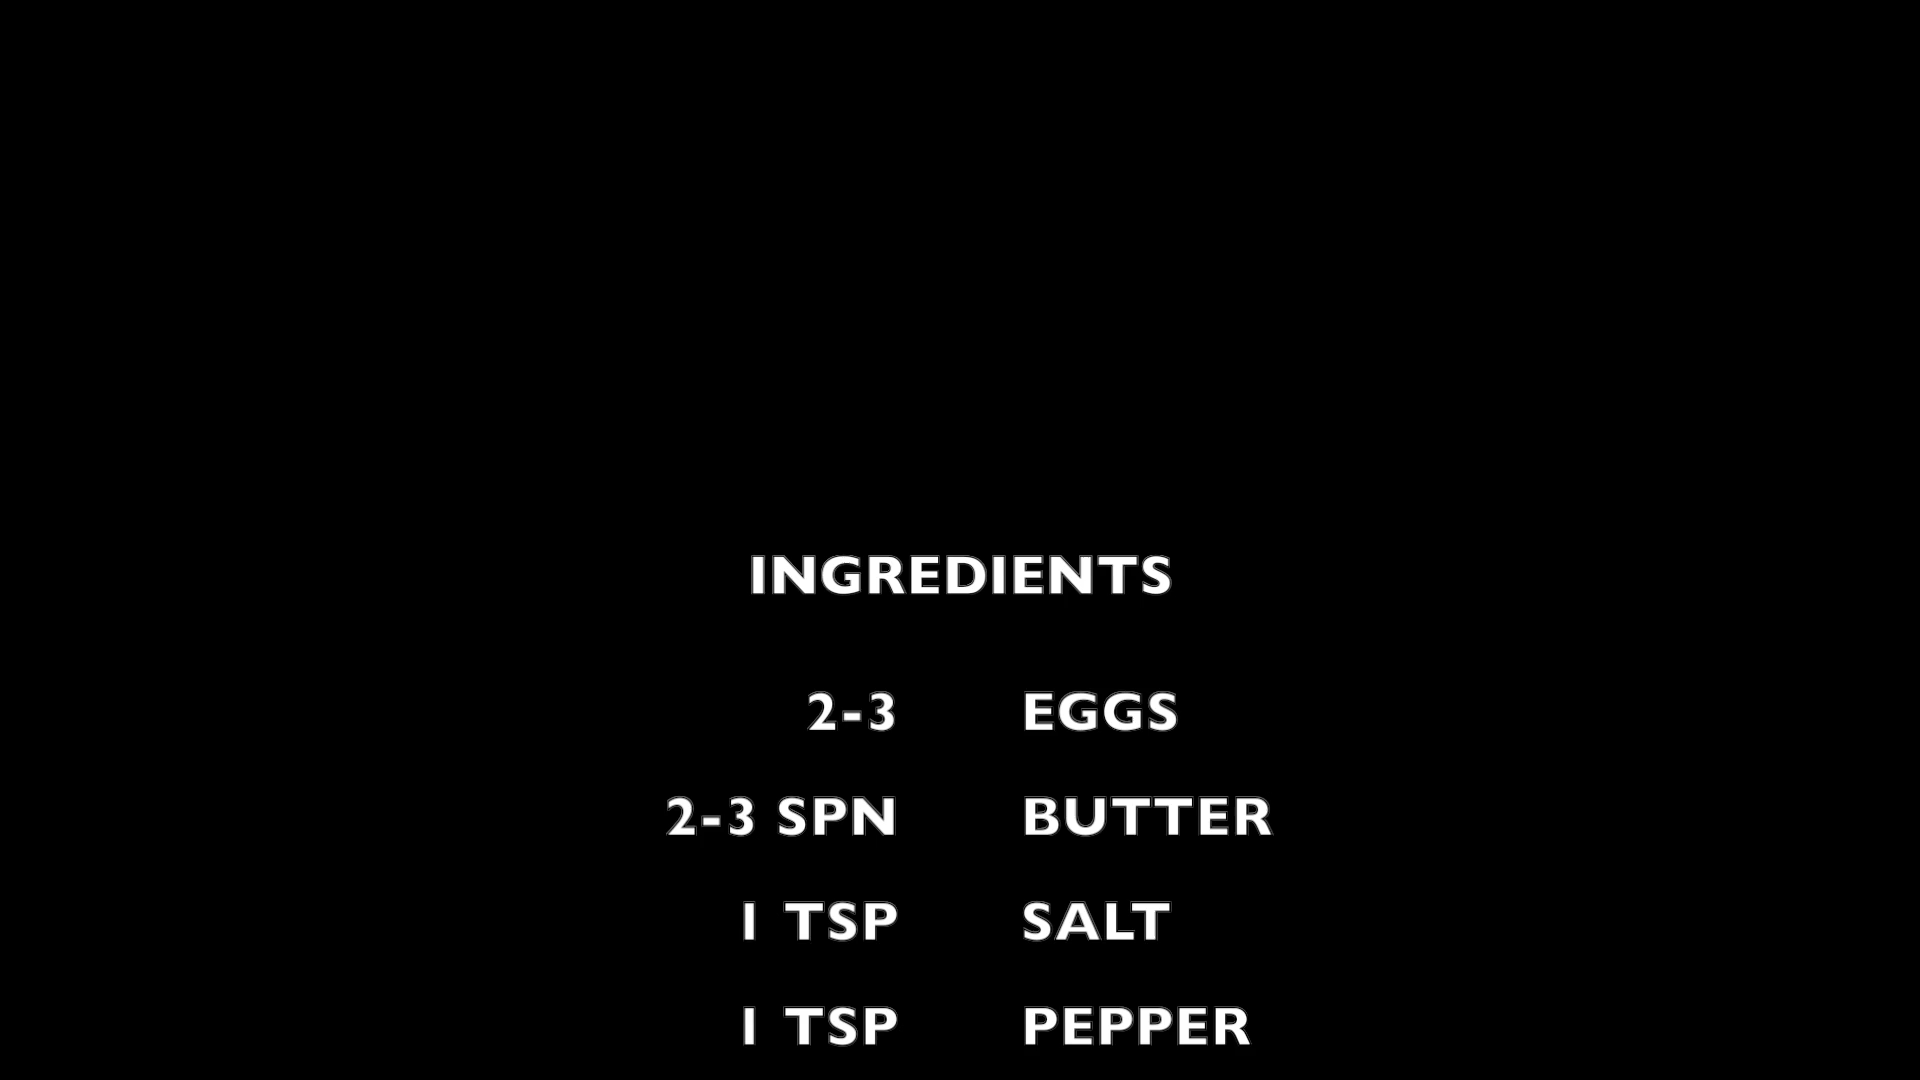 INGREDIENTS
2-3 EGGS
2-3 SPN BUTTER
1 TSP SALT
1 TSP PEPPER